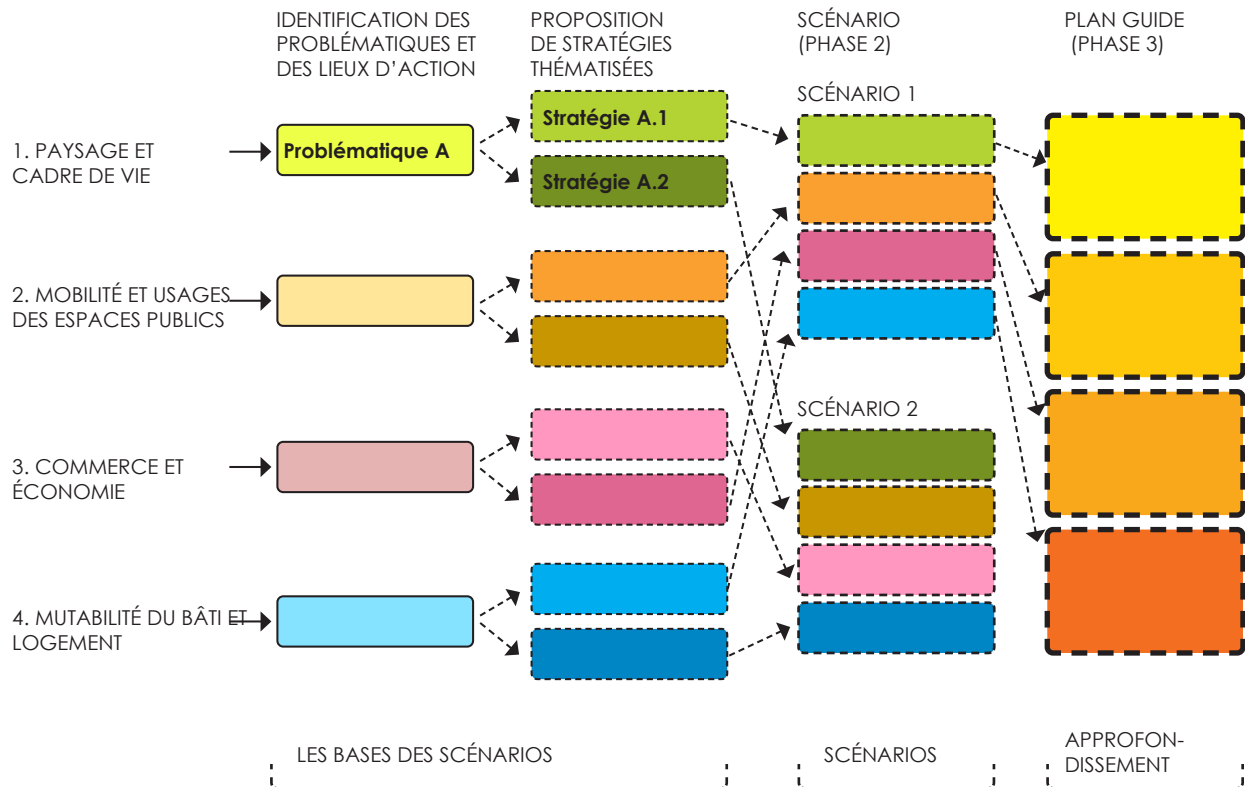 IDENTIFICATION DES
PROBLÉMATIQUES ET
DES LIEUX D’ACTION
PROPOSITION
DE STRATÉGIES
THÉMATISÉES
SCÉNARIO
(PHASE 2)
PLAN GUIDE
(PHASE 3)
SCÉNARIO 1
1. PAYSAGE ET
CADRE DE VIE
Problématique A
Stratégie A.1
Stratégie A.2
2. MOBILITÉ ET USAGES
DES ESPACES PUBLICS
SCÉNARIO 2
3. COMMERCE ET
ÉCONOMIE
4. MUTABILITÉ DU BÂTI ET
LOGEMENT
LES BASES DES SCÉNARIOS
SCÉNARIOS
APPROFON-
DISSEMENT